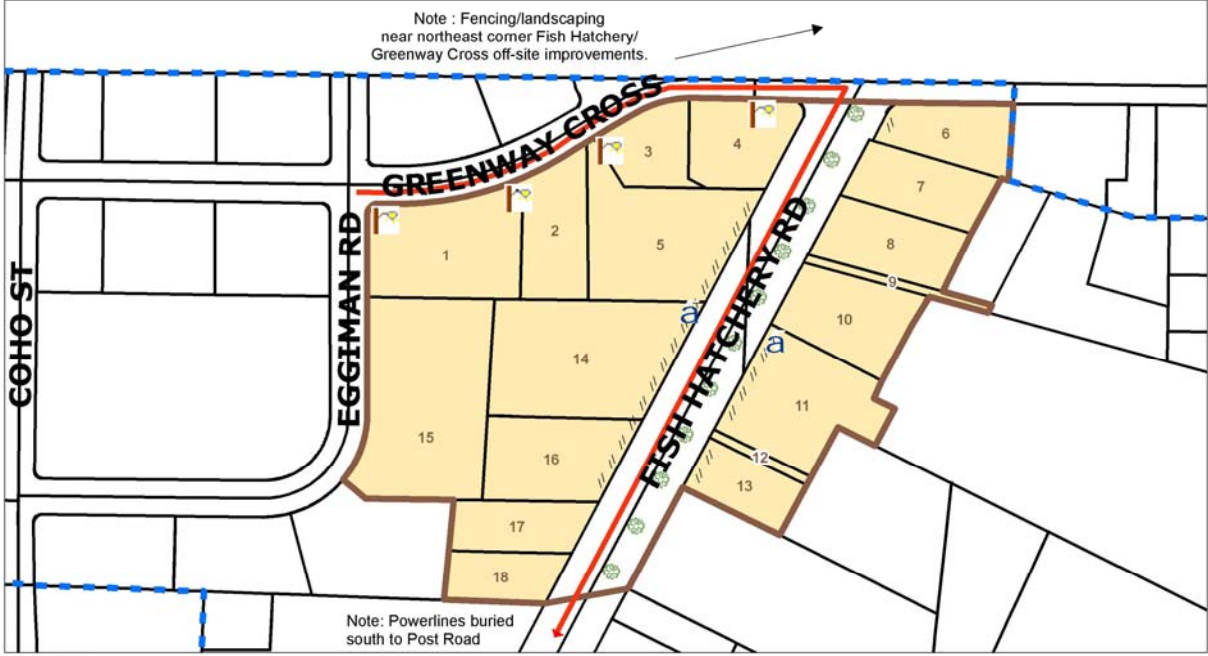 Note : Fencing/landscaping
near northeast corner Fish Hatchery/
Greenway Cross off-site improvements.
GREENWAY CROSS
6
3
4
7
2
1
5
8
9
COHO ST
EGGIMAN RD
FISH HATCHERY RD
a
10
a
14
11
15
16
12
13
17
18
Note: Powerlines buried
south to Post Road